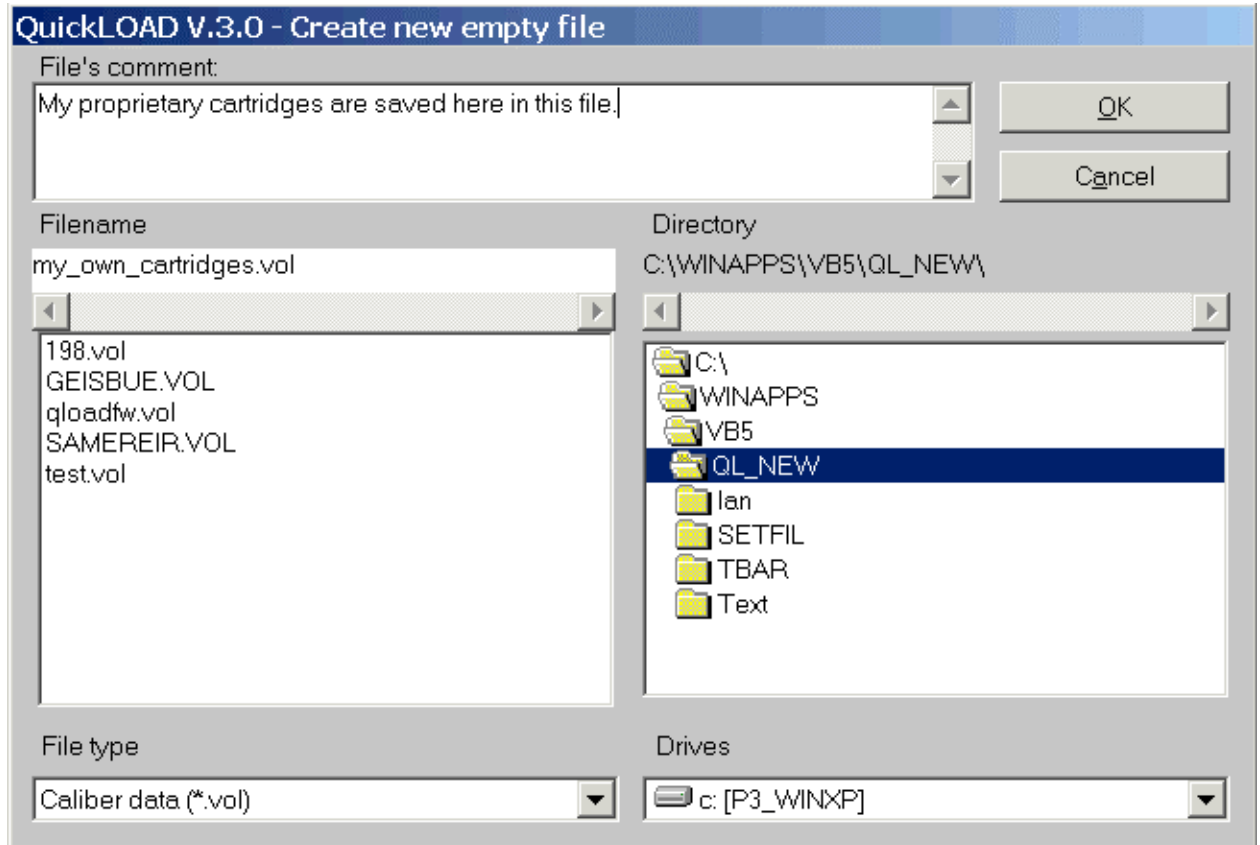 QuickLOAD V.3.0 - Create new empty file
File's comment:
My proprietary cartridges are saved here in this file.
OK
Cancel
Filename
my_own_cartridges.vol
198.vol
GEISBUE.VOL
qloadfw.vol
SAMEREIR.VOL
test.vol
Directory
C:\WINAPPS\VB5\QL_NEW\
C:\
WINAPPS
VB5
QL_NEW
Ian
SETFIL
TBAR
Text
File type
Caliber data (*.vol)
Drives
c: [P3_WINXP]